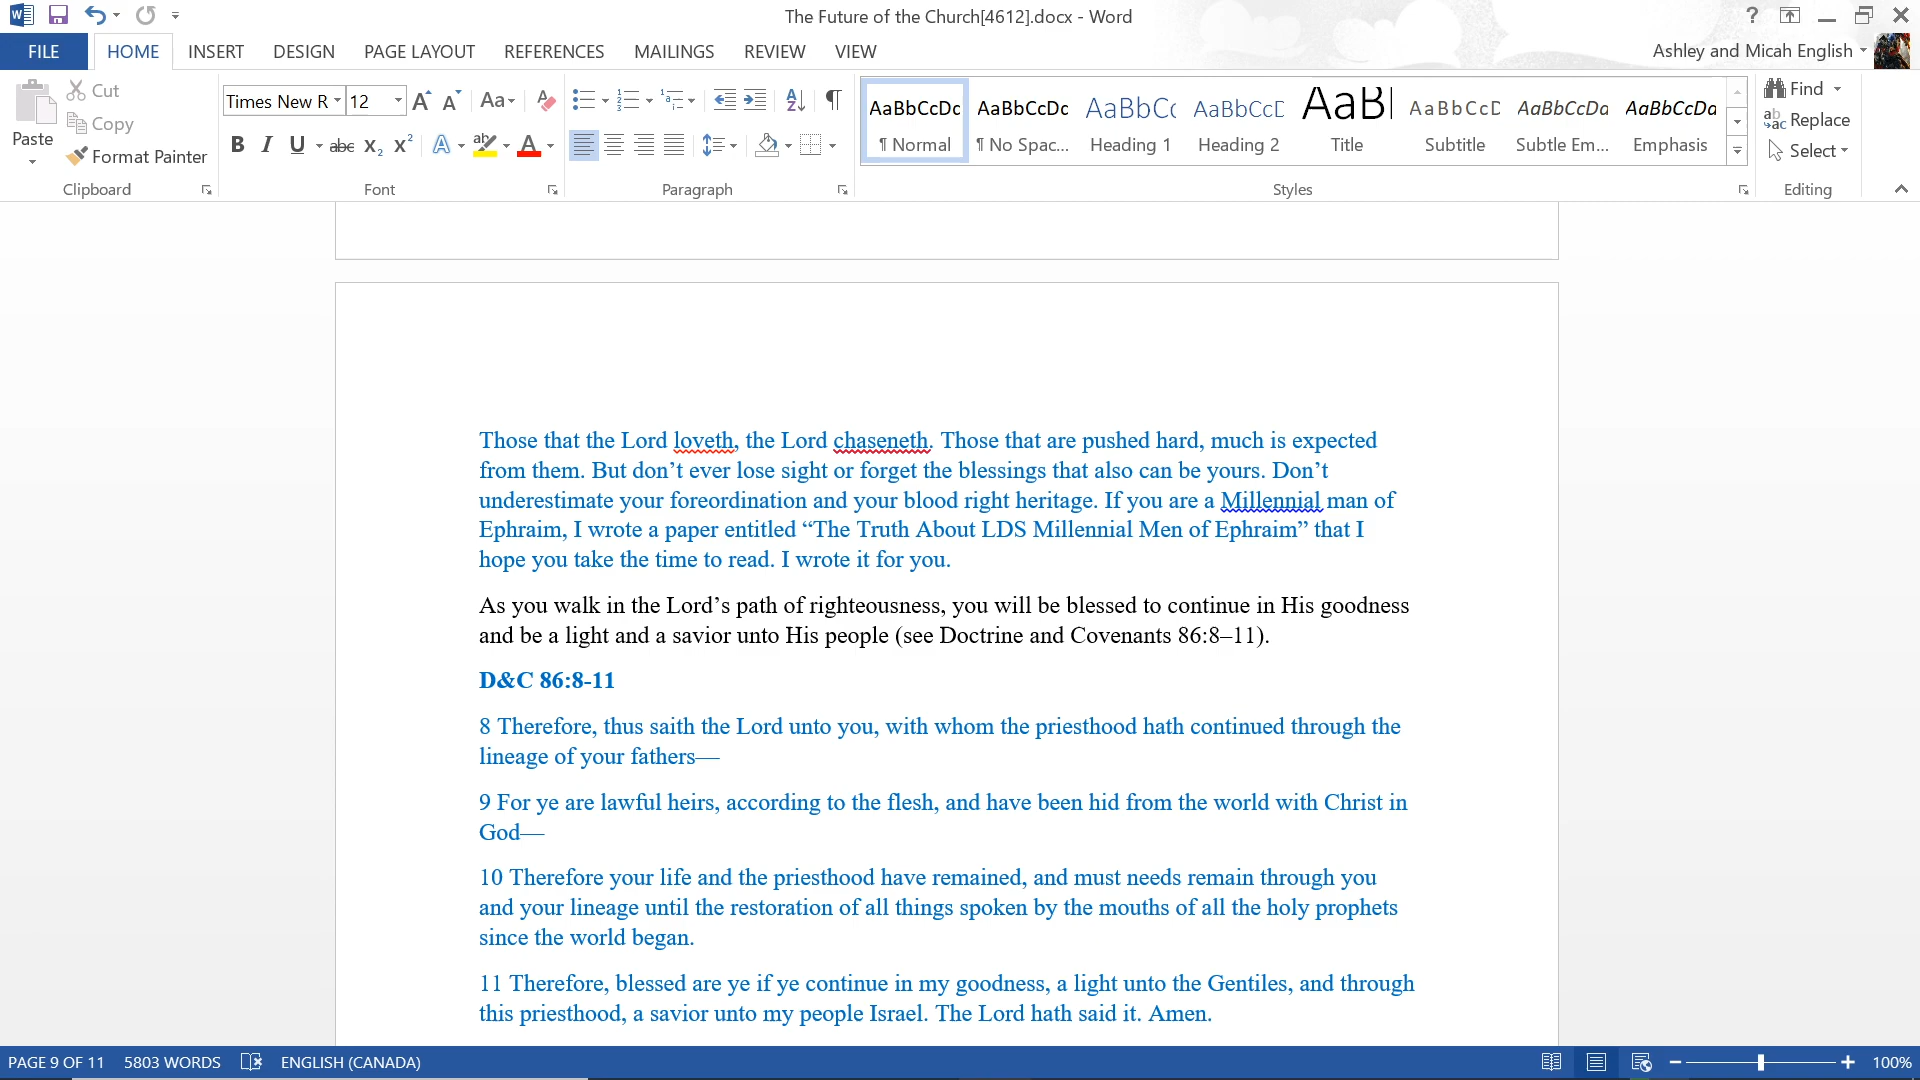 The Future of the Church[4612].docx - Word
?
FILE HOME INSERT DESIGN PAGE LAYOUT REFERENCES MAILINGS REVIEW VIEW
Ashley and Micah English
Paste
Cut
Copy
Format Painter
Clipboard
Times New R 12
Aa
B I U abc X₂ X²
Font
Paragraph
AaBbCcDc AaBbCcDc AaBbC AaBbCcE AaB AaBbCcD AaBbCcDa AaBbCcDa
¶ Normal ¶ No Spac... Heading 1 Heading 2 Title Subtitle Subtle Em... Emphasis
Styles
Find
Replace
Select
Editing
Those that the Lord loveth, the Lord chaseneth. Those that are pushed hard, much is expected
from them. But don’t ever lose sight or forget the blessings that also can be yours. Don’t
underestimate your foreordination and your blood right heritage. If you are a Millennial man of
Ephraim, I wrote a paper entitled “The Truth About LDS Millennial Men of Ephraim” that I
hope you take the time to read. I wrote it for you.
As you walk in the Lord’s path of righteousness, you will be blessed to continue in His goodness
and be a light and a savior unto His people (see Doctrine and Covenants 86:8–11).
D&C 86:8-11
8 Therefore, thus saith the Lord unto you, with whom the priesthood hath continued through the
lineage of your fathers—
9 For ye are lawful heirs, according to the flesh, and have been hid from the world with Christ in
God—
10 Therefore your life and the priesthood have remained, and must needs remain through you
and your lineage until the restoration of all things spoken by the mouths of all the holy prophets
since the world began.
11 Therefore, blessed are ye if ye continue in my goodness, a light unto the Gentiles, and through
this priesthood, a savior unto my people Israel. The Lord hath said it. Amen.
PAGE 9 OF 11 5803 WORDS ENGLISH (CANADA)
100%